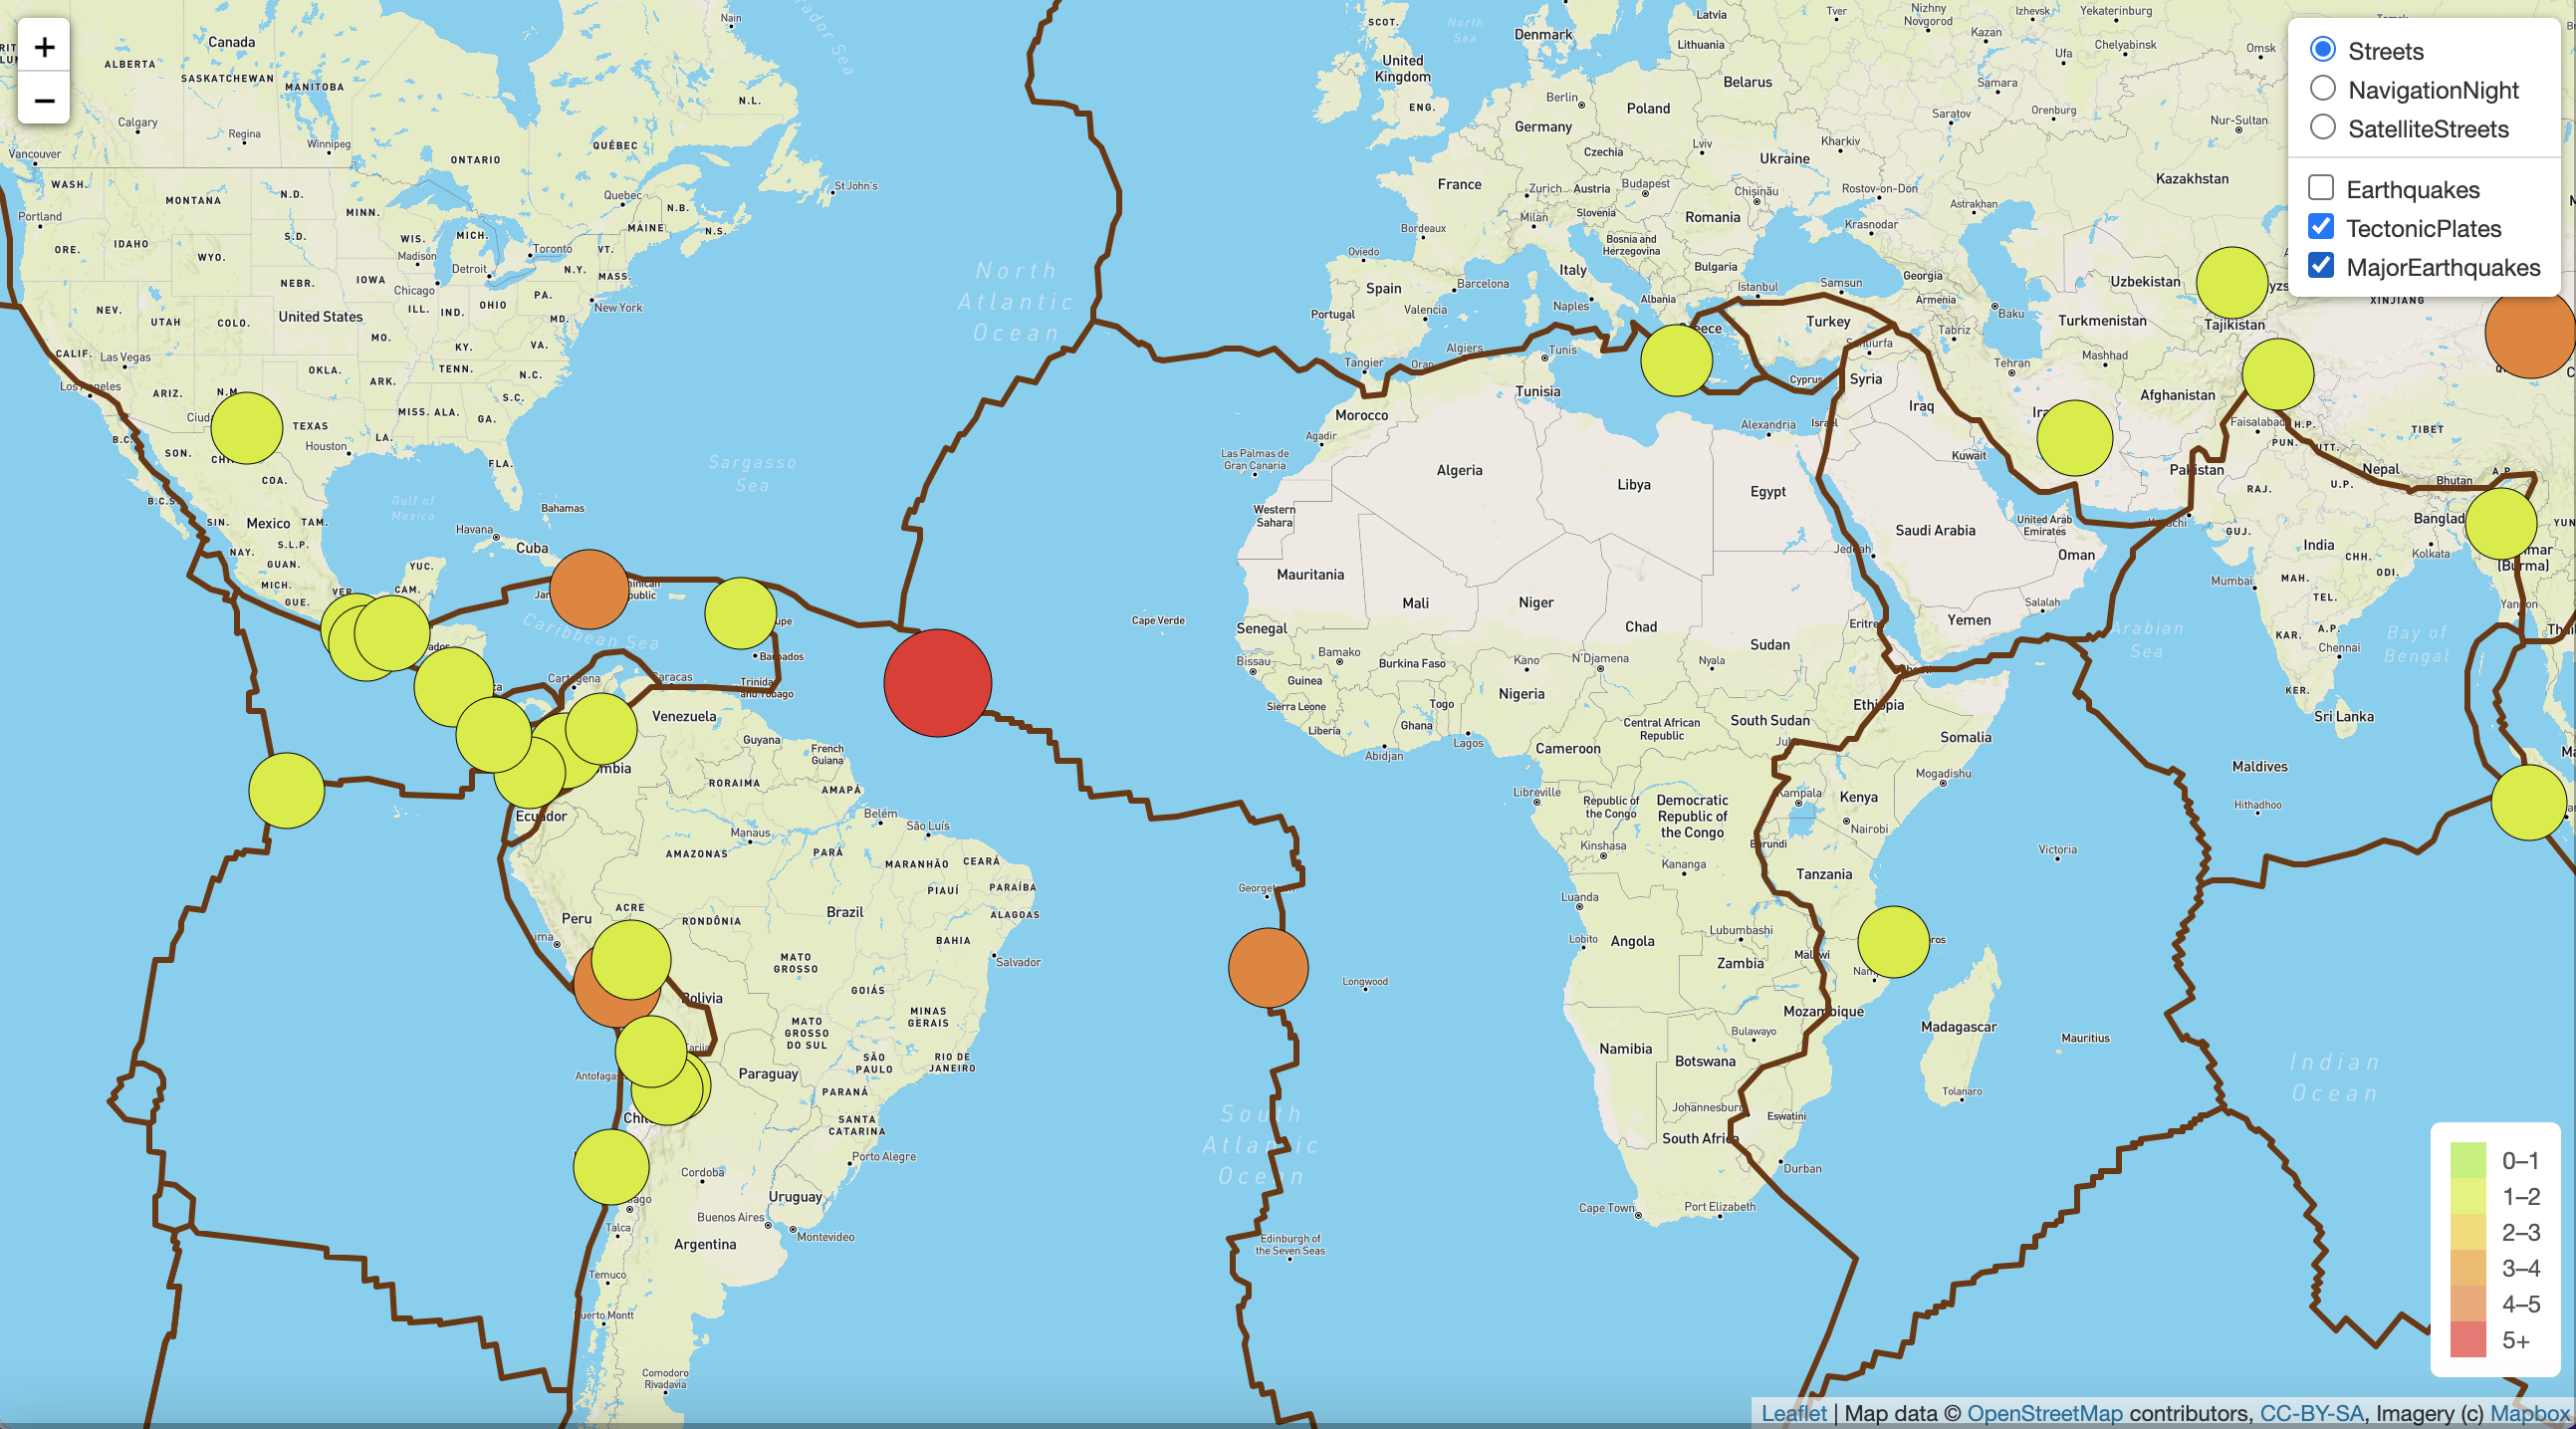 +
−
Streets
NavigationNight
SatelliteStreets
Earthquakes
TectonicPlates
MajorEarthquakes
Nain
SCOT.
North
Sea
Denmark
Latvia
Lithuania
Tver
Nizhny
Novgorod
Izhevsk
Yekaterinburg
Kazan
Ufa
Chelyabinsk
Omsk
Canada
ALBERTA
SASKATCHEWAN
MANITOBA
N.L.
United
Kingdom
ENG.
Berlin
Poland
Belarus
Samara
Orenburg
Saratov
Nur-Sultan
Calgary
Regina
Winnipeg
Vancouver
ONTARIO
QUÉBEC
Germany
Czechia
Lviv
Ukraine
Kharkiv
Kazakhstan
WASH.
MONTANA
N.D.
MINN.
Quebec
N.B.
St John's
France
Zurich
Austria
Budapest
Chișinău
Rostov-on-Don
Astrakhan
Portland
ORE.
IDAHO
WYO.
S.D.
WIS.
Madison
MICH.
Toronto
VT.
MAINE
N.S.
Milan
Slovenia
Romania
Krasnodar
Bordeaux
Bosnia and
Herzegovina
Oviedo
NEBR.
IOWA
Chicago
Detroit
N.Y.
MASS.
North
Atlantic
Ocean
Italy
Bulgaria
Georgia
Uzbekistan
Spain
Barcelona
Naples
Albania
Istanbul
Samsun
Armenia
Baku
XINJIANG
NEV.
UTAH
COLO.
United States
ILL.
IND.
OHIO
PA.
MD.
New York
Portugal
Valencia
Turkey
Tabriz
Turkmenistan
Tajikistan
CALIF.
Las Vegas
MO.
KY.
VA.
Tangier
Oran
Algiers
Tunis
Tehran
Mashhad
ARIZ.
OKLA.
ARK.
TENN.
N.C.
S.C.
Tunisia
Cyprus
Syria
Afghanistan
TEXAS
MISS.
ALA.
GA.
Morocco
Iraq
Faisalabad
H.P.
Houston
LA.
Agadir
Alexandria
Israel
PUN.
TIBET
SON.
COA.
FLA.
Sargasso
Sea
Las Palmas de
Gran Canaria
Algeria
Libya
Egypt
Kuwait
Pakistan
Nepal
Bhutan
U.P.
RAJ.
B.C.S.
Gulf of
Mexico
Bahamas
Western
Sahara
Saudi Arabia
United Arab
Emirates
SIN.
Mexico
TAM.
Havana
Cuba
Jeddah
Oman
GUJ.
India
CHH.
Kolkata
NAY.
S.L.P.
GUAN.
YUC.
Mauritania
(Burma)
MICH.
GUE.
VER.
CAM.
Mali
Niger
Chad
Sudan
Salalah
Yemen
Mumbai
MAH.
ODI.
TEL.
Caribbean Sea
Cape Verde
Senegal
Arabian
Sea
KAR.
A.P.
Chennai
Bay of
Bengal
Barbados
Trinidad
and Tobago
Caracas
Bissau
Bamako
Burkina Faso
Kano
N'Djamena
Nyala
Guinea
Sierra Leone
Liberia
Togo
Ghana
Nigeria
Ethiopia
KER.
Sri Lanka
Venezuela
Guyana
French
Guiana
Abidjan
Lagos
Cameroon
Central African
Republic
South Sudan
Somalia
Mogadishu
Maldives
Hithadhoo
RORAIMA
AMAPÁ
Libreville
Republic of
the Congo
Democratic
Republic of
the Congo
Kampala
Kenya
Nairobi
Ecuador
Belém
São Luís
Manaus
AMAZONAS
PARÁ
MARANHÃO
CEARÁ
Kinshasa
Kananga
Burundi
Tanzania
Victoria
PIAUÍ
PARAÍBA
Luanda
ACRE
Peru
RONDÔNIA
Brazil
ALAGOAS
BAHIA
Salvador
Lobito
Angola
Lubumbashi
Zambia
Malawi
MATO
GROSSO
GOIÁS
Longwood
Bolivia
MINAS
GERAIS
Mozambique
Madagascar
Mauritius
MATO
GROSSO
DO SUL
Namibia
Botswana
Bulawayo
SÃO
PAULO
RIO DE
JANEIRO
Paraguay
PARANÁ
Tolanaro
Indian
Ocean
South
Atlantic
Ocean
SANTA
CATARINA
Johannesburg
Eswatini
South Africa
Durban
Porto Alegre
Cordoba
Uruguay
Cape Town
Port Elizabeth
Talca
Buenos Aires
Montevideo
Argentina
Edinburgh of
the Seven Seas
Temuco
Puerto Montt
Comodoro
Rivadavia
0–1
1–2
2–3
3–4
4–5
5+
Leaflet | Map data © OpenStreetMap contributors, CC-BY-SA, Imagery (c) Mapbox